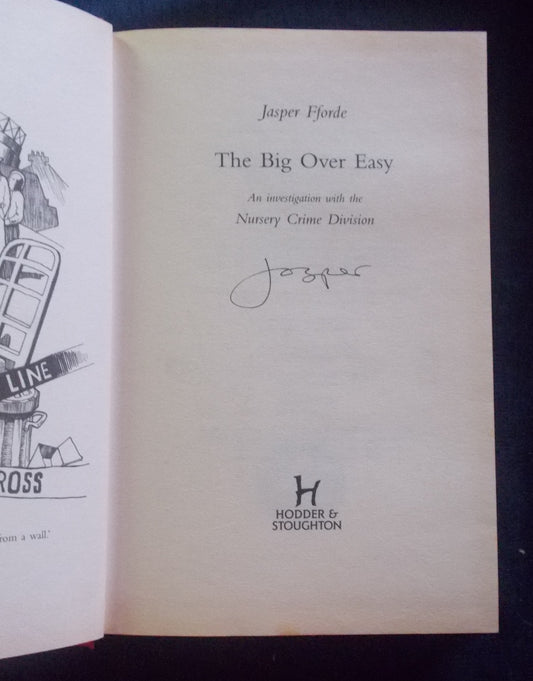 LINE
ROSS
from a wall.'
Jasper Fforde
The Big Over Easy
An investigation with the
Nursery Crime Division
Jasper
H
HODDER &
STOUGHTON